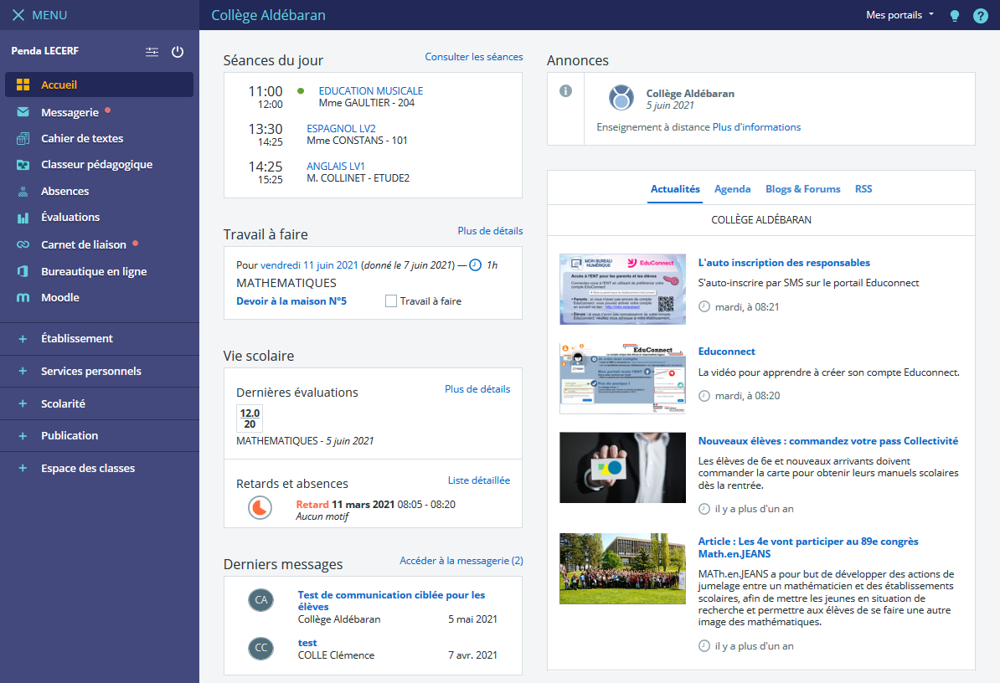 MENU
Collège Aldébaran
Mes portails
?
Penda LECERF
Accueil
Messagerie
Cahier de textes
Classeur pédagogique
Absences
Évaluations
Carnet de liaison
Bureautique en ligne
Moodle
+ Établissement
+ Services personnels
+ Scolarité
+ Publication
+ Espace des classes
Séances du jour
Consulter les séances
11:00 EDUCATION MUSICALE
12:00 Mme GAULTIER - 204
13:30 ESPAGNOL LV2
14:25 Mme CONSTANS - 101
14:25 ANGLAIS LV1
15:25 M. COLLINET - ETUDE2
Travail à faire
Plus de détails
Pour vendredi 11 juin 2021 (donné le 7 juin 2021) — 1h
MATHEMATIQUES
Devoir à la maison N°5
Travail à faire
Vie scolaire
Dernières évaluations
Plus de détails
12.0
20
MATHEMATIQUES - 5 juin 2021
Retards et absences
Liste détaillée
Retard 11 mars 2021 08:05 - 08:20
Aucun motif
Derniers messages
Accéder à la messagerie (2)
CA
Test de communication ciblée pour les
élèves
Collège Aldébaran
5 mai 2021
CC
test
COLLE Clémence
7 avr. 2021
Annonces
Collège Aldébaran
5 juin 2021
Enseignement à distance Plus d'informations
Actualités
Agenda
Blogs & Forums
RSS
COLLÈGE ALDÉBARAN
MON BUREAU
NUMÉRIQUE
EduConnect
Accès à l'ENT pour les parents et les élèves
L'auto inscription des responsables
S'auto-inscrire par SMS sur le portail Educonnect
mardi, à 08:21
EduConnect
Educonnect
La vidéo pour apprendre à créer son compte Educonnect.
mardi, à 08:20
Nouveaux élèves : commandez votre pass Collectivité
Les élèves de 6e et nouveaux arrivants doivent
commander la carte pour obtenir leurs manuels scolaires
dès la rentrée.
il y a plus d'un an
Article : Les 4e vont participer au 89e congrès
Math.en.JEANS
MATh.en.JEANS a pour but de développer des actions de
jumelage entre un mathématicien et des établissements
scolaires, afin de mettre les jeunes en situation de
recherche et permettre aux élèves de se faire une autre
image des mathématiques.
il y a plus d'un an